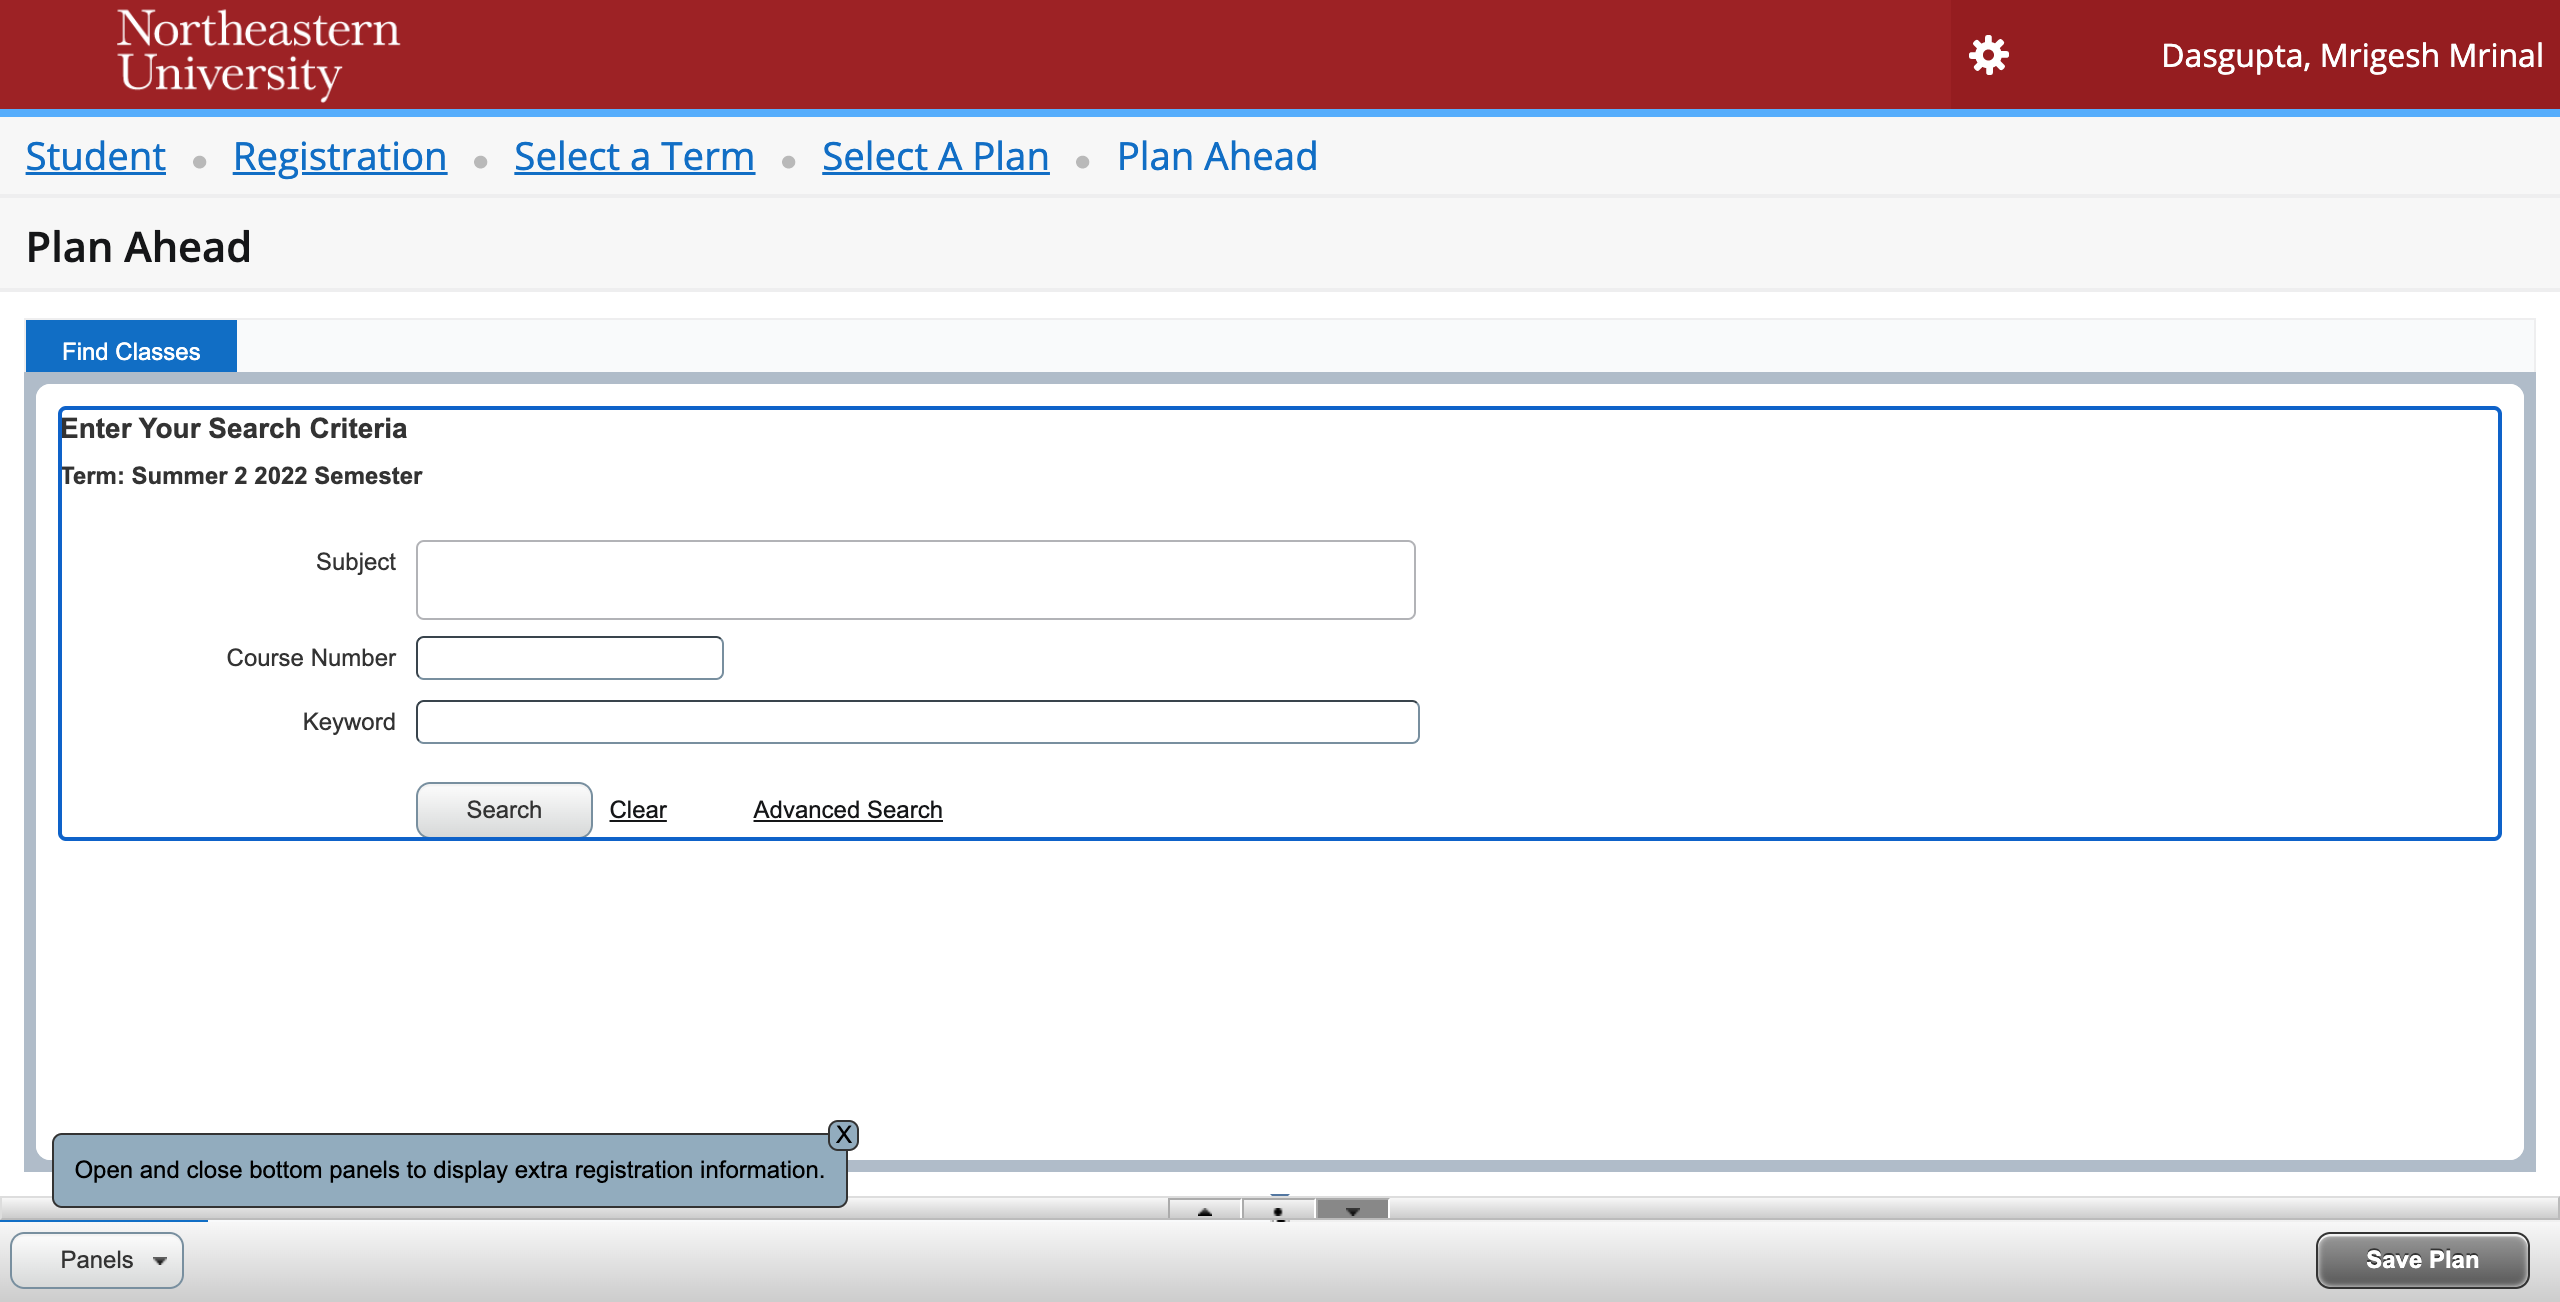 Northeastern
University
Dasgupta, Mrigesh Mrinal
Student Registration Select a Term Select A Plan Plan Ahead
Plan Ahead
Find Classes
Enter Your Search Criteria
Term: Summer 2 2022 Semester
Subject
Course Number
Keyword
Search Clear Advanced Search
X
Open and close bottom panels to display extra registration information.
Panels
Save Plan